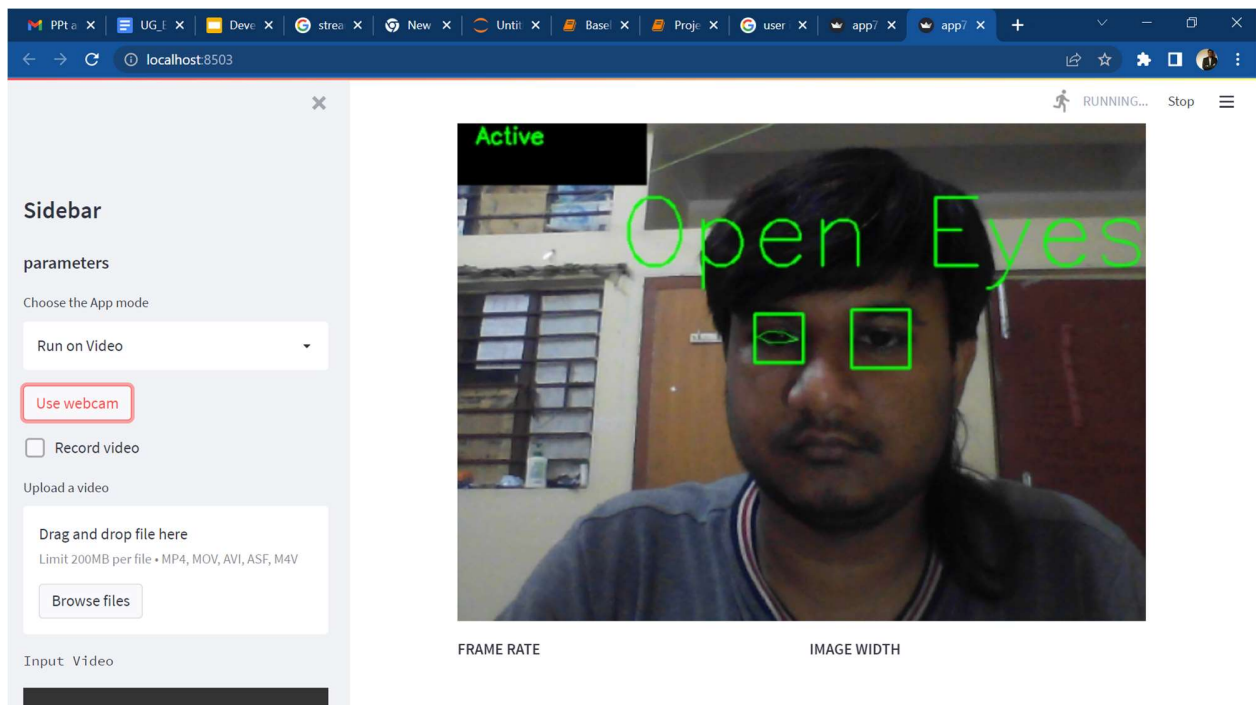 PPt a
UG_E
Deve
strea
New
Untit
Basel
Proje
user
app7
app7
localhost:8503
RUNNING...
Stop
Sidebar
parameters
Choose the App mode
Run on Video
Use webcam
Record video
Upload a video
Drag and drop file here
Limit 200MB per file • MP4, MOV, AVI, ASF, M4V
Browse files
Input Video
Active
Open Eyes
FRAME RATE
IMAGE WIDTH